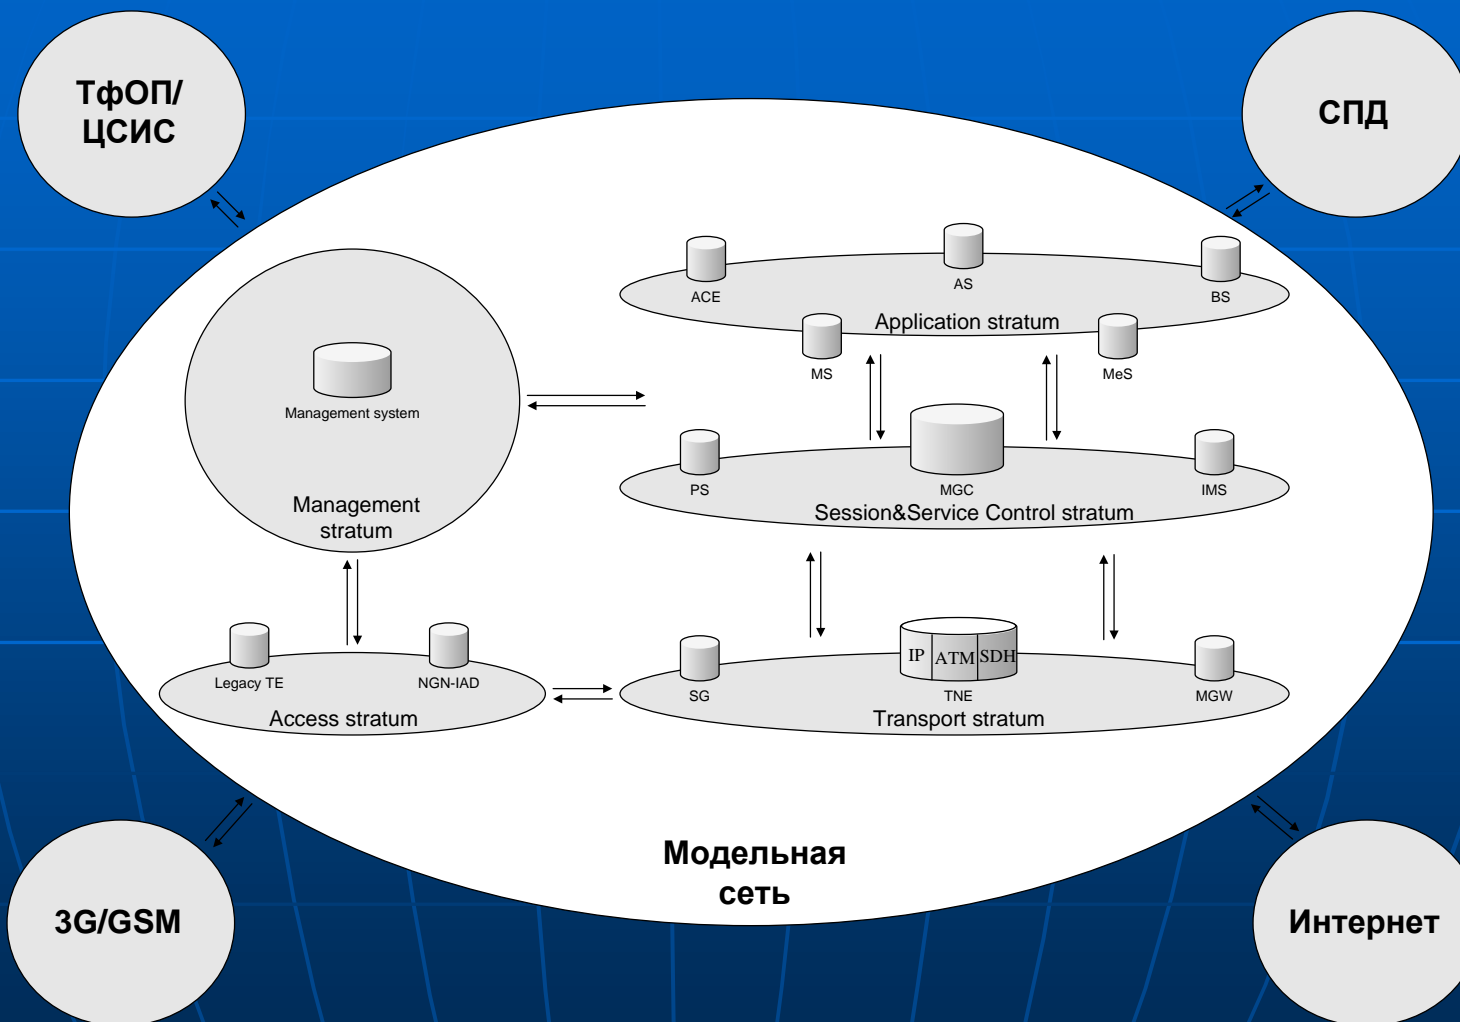 ТфОП/
ЦСИС
СПД
ACE
AS
BS
Application stratum
MS
MeS
Management system
Management
stratum
PS
MGC
IMS
Session&Service Control stratum
Legacy TE
NGN-IAD
Access stratum
IP
ATM
SDH
SG
TNE
MGW
Transport stratum
Модельная
сеть
3G/GSM
Интернет